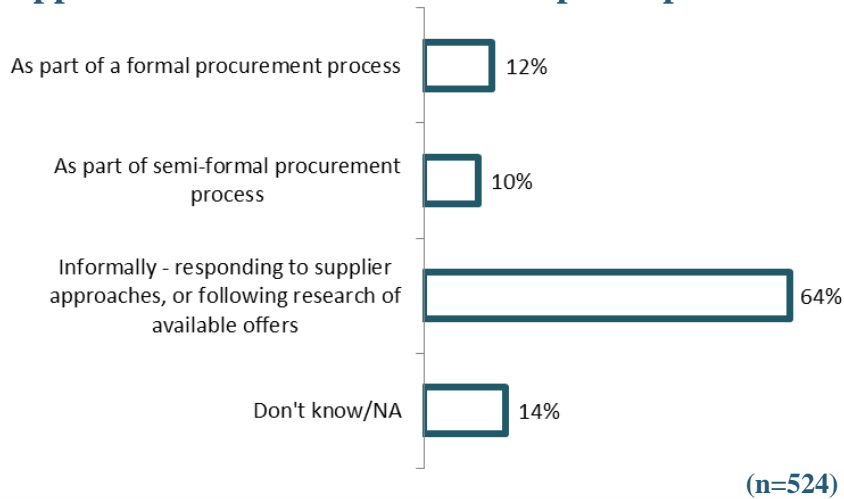 As part of a formal procurement process
12%
As part of semi-formal procurement
process
10%
Informally - responding to supplier
approaches, or following research of
available offers
64%
Don't know/NA
14%
(n=524)